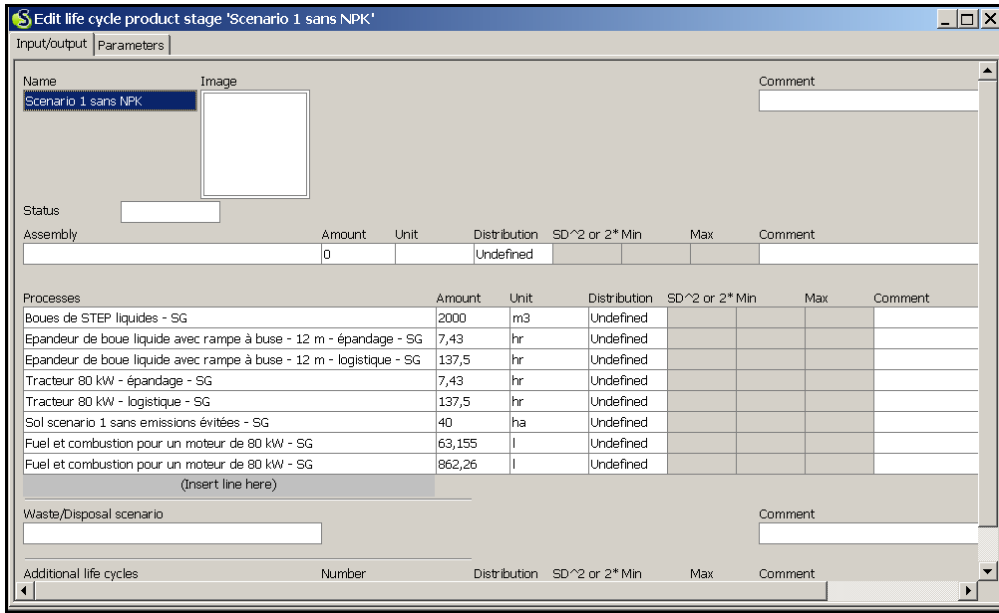 Edit life cycle product stage 'Scenario 1 sans NPK'
Input/output Parameters
Name Image Comment
Scenario 1 sans NPK
Status
Assembly Amount Unit Distribution SD^2 or 2* Min Max Comment
0 Undefined
Processes Amount Unit Distribution SD^2 or 2* Min Max Comment
Boues de STEP liquides - SG 2000 m3 Undefined
Epandeur de boue liquide avec rampe à buse - 12 m - épandage - SG 7,43 hr Undefined
Epandeur de boue liquide avec rampe à buse - 12 m - logistique - SG 137,5 hr Undefined
Tracteur 80 kW - épandage - SG 7,43 hr Undefined
Tracteur 80 kW - logistique - SG 137,5 hr Undefined
Sol scenario 1 sans emissions évitées - SG 40 ha Undefined
Fuel et combustion pour un moteur de 80 kW - SG 63,155 l Undefined
Fuel et combustion pour un moteur de 80 kW - SG 862,26 l Undefined
(Insert line here)
Waste/Disposal scenario Comment
Additional life cycles Number Distribution SD^2 or 2* Min Max Comment